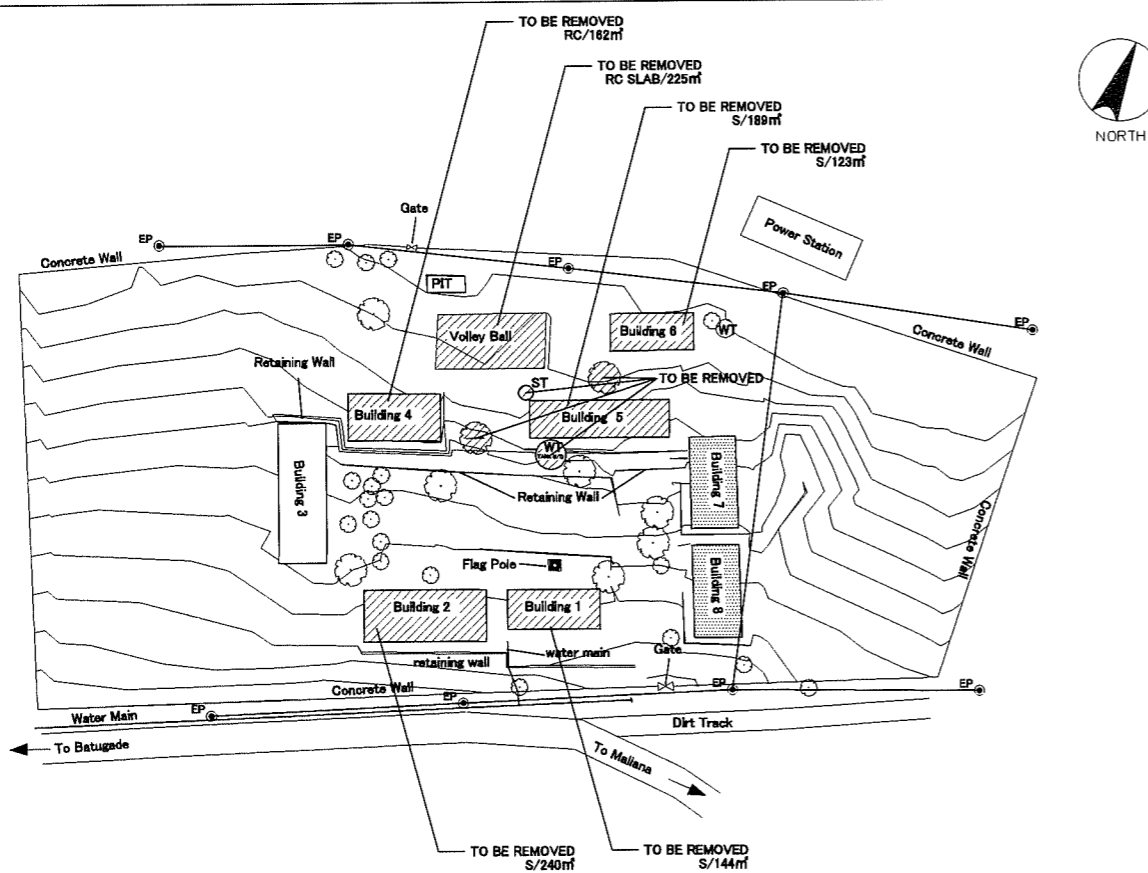 TO BE REMOVED
RC/162㎡
TO BE REMOVED
RC SLAB/225㎡
TO BE REMOVED
S/189㎡
TO BE REMOVED
S/123㎡
NORTH
Gate
Power Station
EP
EP
EP
EP
EP
Concrete Wall
PIT
Volley Ball
Building 6
WT
Concrete Wall
Retaining Wall
ST
TO BE REMOVED
Building 4
Building 5
WT
Building 3
Retaining Wall
Building 7
Concrete Wall
Flag Pole
Building 8
Building 2
Building 1
water main
retaining wall
Gate
Concrete Wall
EP
EP
EP
EP
Water Main
Dirt Track
To Batugade
To Maliana
TO BE REMOVED
S/240㎡
TO BE REMOVED
S/144㎡